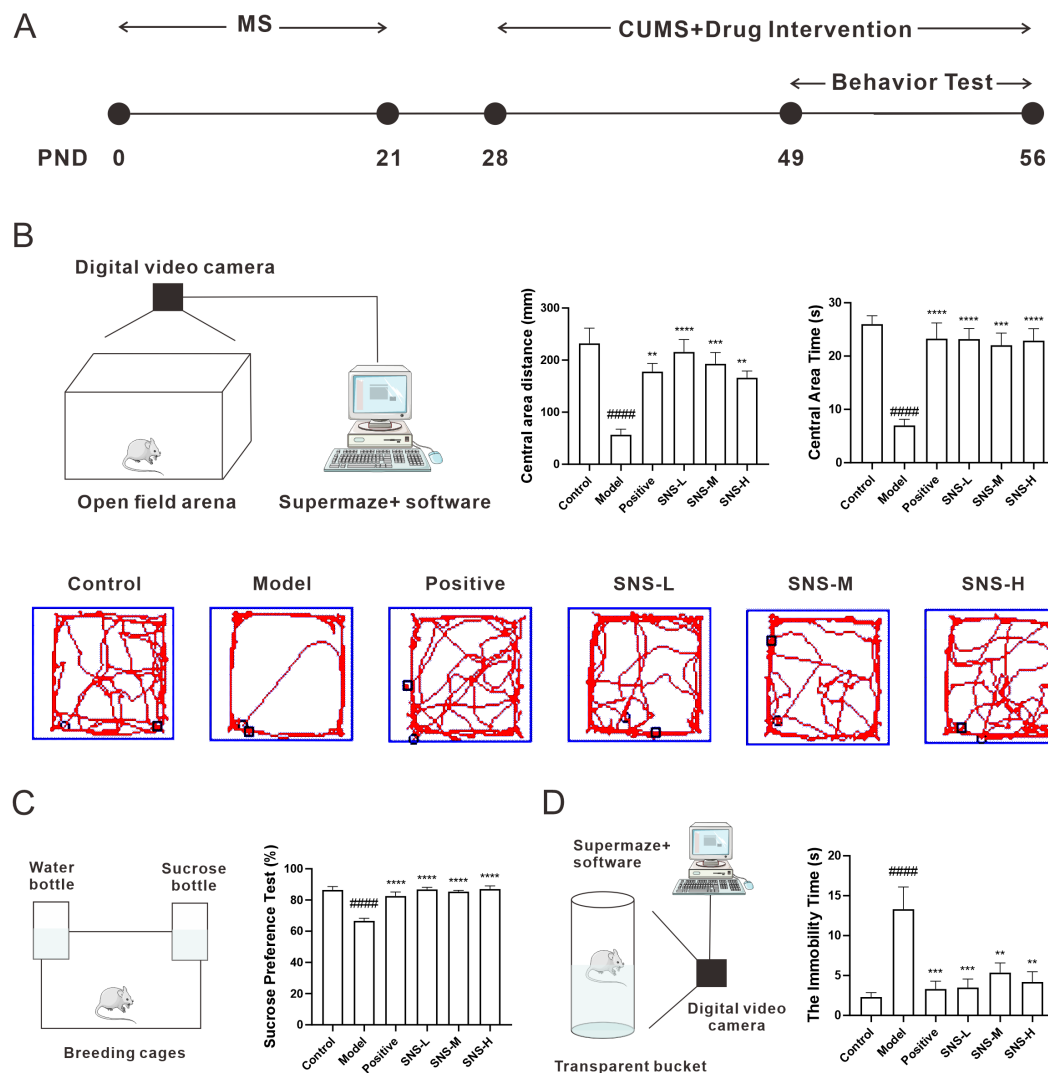 A
MS
CUMS+Drug Intervention
Behavior Test
PND 0 21 28 49 56
B
Digital video camera
Open field arena
Supermaze+ software
Central area distance (mm)
300
200
100
0
####
**
****
***
**
Control
Model
Positive
SNS-L
SNS-M
SNS-H
Central Area Time (s)
30
20
10
0
####
****
****
***
****
Control
Model
Positive
SNS-L
SNS-M
SNS-H
Control Model Positive SNS-L SNS-M SNS-H
C
Water
bottle
Sucrose
bottle
Breeding cages
Sucrose Preference Test (%)
100
80
60
40
20
0
####
****
****
****
****
Control
Model
Positive
SNS-L
SNS-M
SNS-H
D
Supermaze+
software
Digital video
camera
Transparent bucket
The Immobility Time (s)
20
15
10
5
0
####
***
***
**
**
Control
Model
Positive
SNS-L
SNS-M
SNS-H